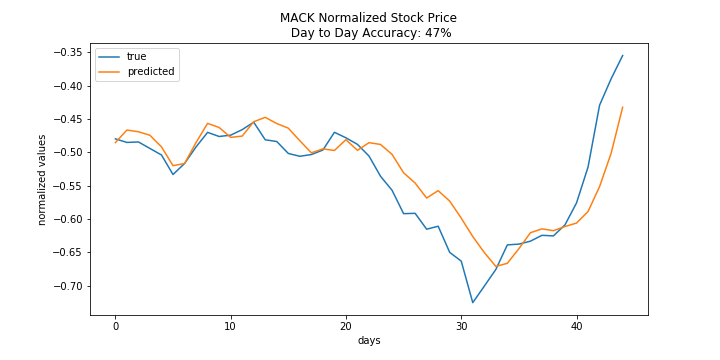 MACK Normalized Stock Price
Day to Day Accuracy: 47%
true
predicted
normalized values
−0.35
−0.40
−0.45
−0.50
−0.55
−0.60
−0.65
−0.70
0
10
20
30
40
days